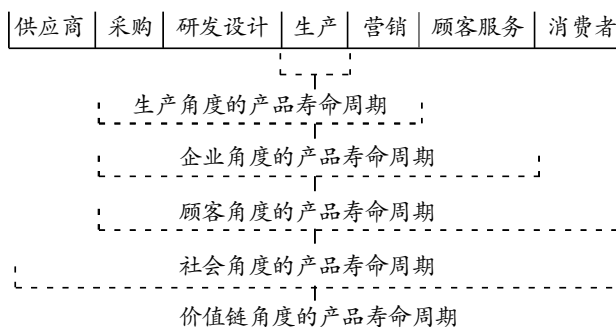 供应商 采购 研发设计 生产 营销 顾客服务 消费者
生产角度的产品寿命周期
企业角度的产品寿命周期
顾客角度的产品寿命周期
社会角度的产品寿命周期
价值链角度的产品寿命周期